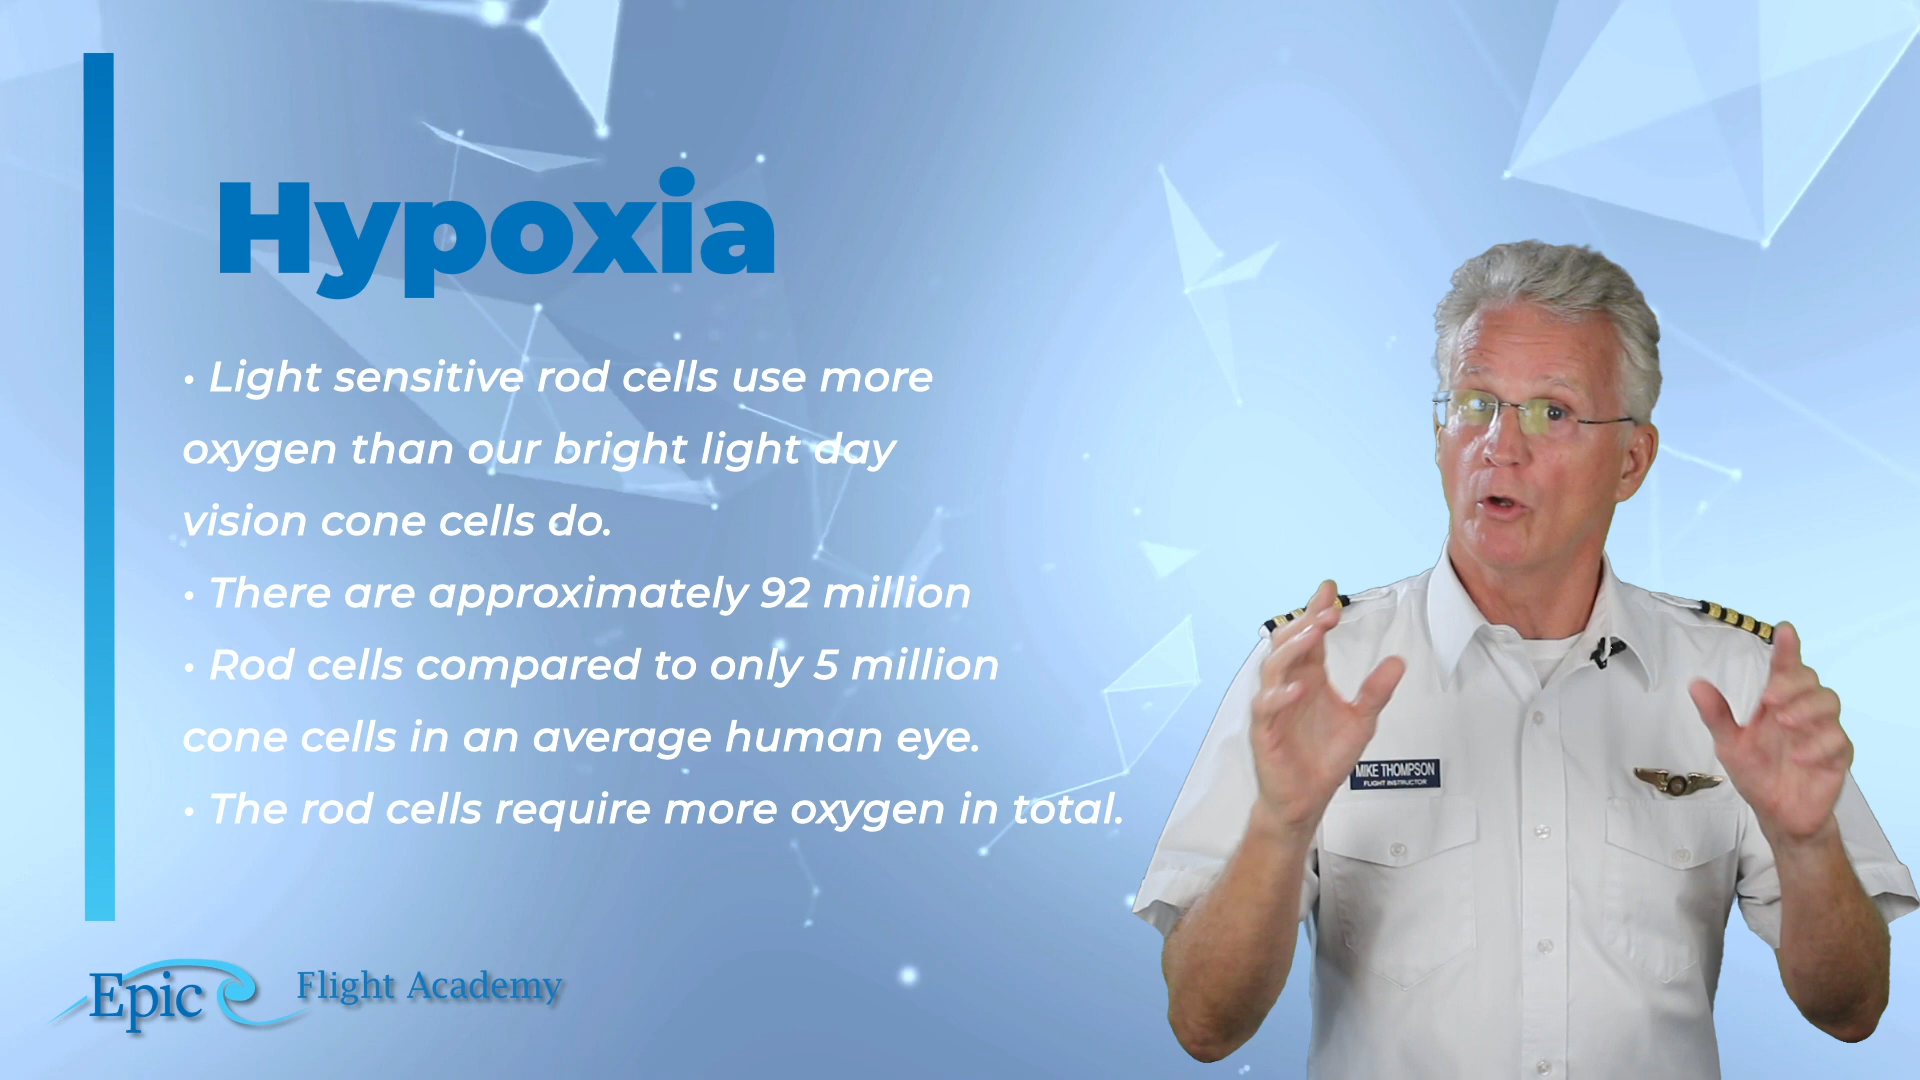 Hypoxia
• Light sensitive rod cells use more
oxygen than our bright light day
vision cone cells do.
• There are approximately 92 million
• Rod cells compared to only 5 million
cone cells in an average human eye.
• The rod cells require more oxygen in total.
MIKE THOMPSON
FLIGHT INSTRUCTOR
Epic Flight Academy